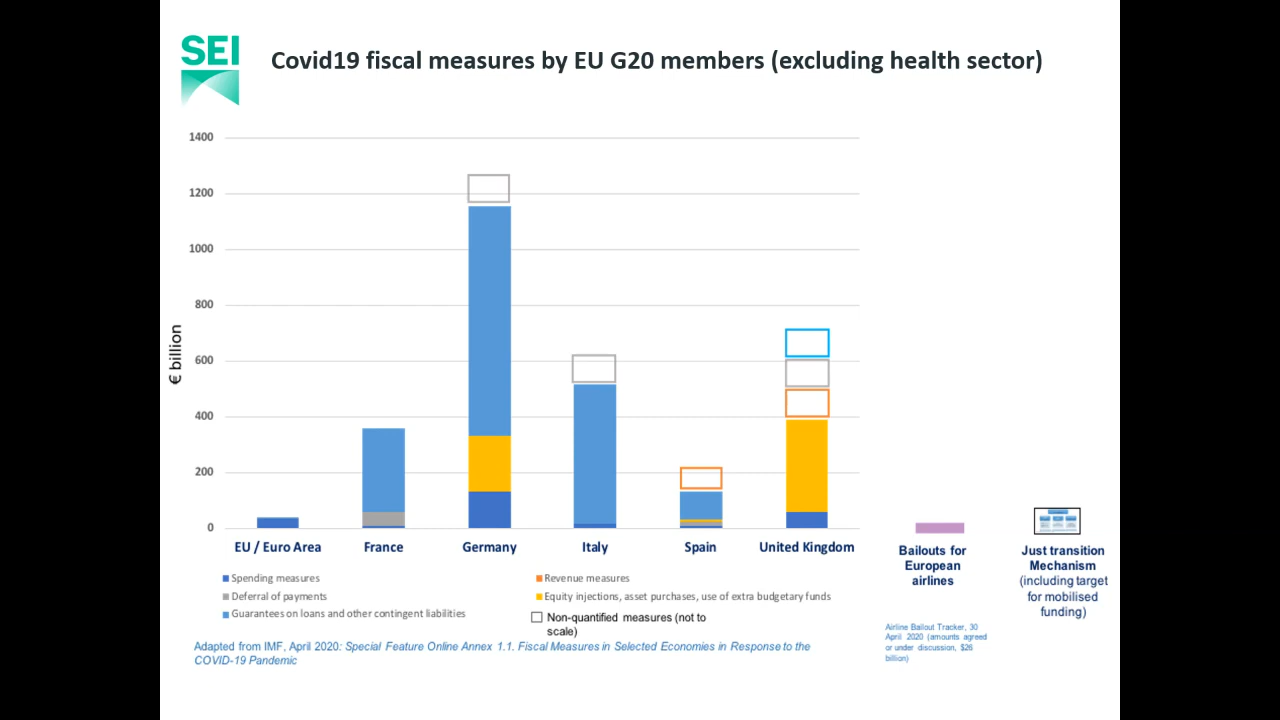 SEI
Covid19 fiscal measures by EU G20 members (excluding health sector)
1400
1200
1000
800
600
400
200
0
€ billion
EU / Euro Area
France
Germany
Italy
Spain
United Kingdom
Bailouts for
European
airlines
Just transition
Mechanism
(including target
for mobilised
funding)
Spending measures
Revenue measures
Deferral of payments
Equity injections, asset purchases, use of extra budgetary funds
Guarantees on loans and other contingent liabilities
Non-quantified measures (not to
scale)
Adapted from IMF, April 2020: Special Feature Online Annex 1.1. Fiscal Measures in Selected Economies in Response to the
COVID-19 Pandemic
Airline Bailout Tracker, 30
April 2020 (amounts agreed
or under discussion, $26
billion)